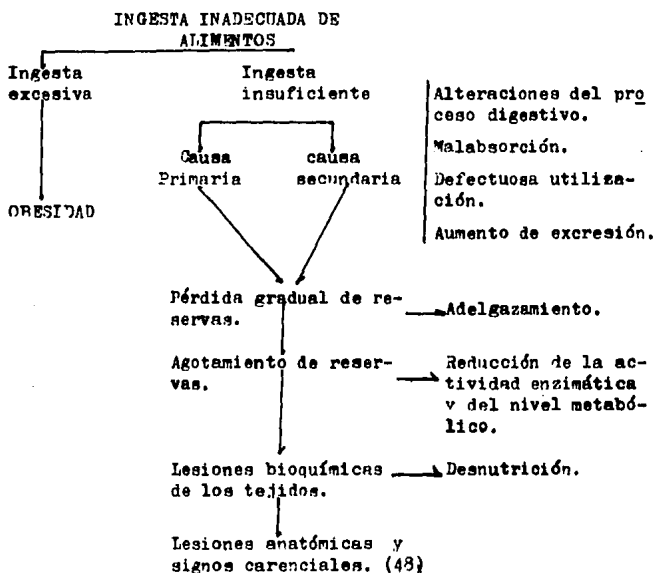 INGESTA INADECUADA DE
ALIMENTOS
Ingesta
excesiva
OBESIDAD
Ingesta
insuficiente
Causa
Primaria
causa
secundaria
Alteraciones del pro
ceso digestivo.
Malabsorción.
Defectuosa utiliza-
ción.
Aumento de excresión.
Pérdida gradual de re-
servas.
Adelgazamiento.
Agotamiento de reser-
vas.
Reducción de la ac-
tividad enzimática
y del nivel metabó-
lico.
Lesiones bioquímicas
de los tejidos.
Desnutrición.
Lesiones anatómicas y
signos carenciales. (48)